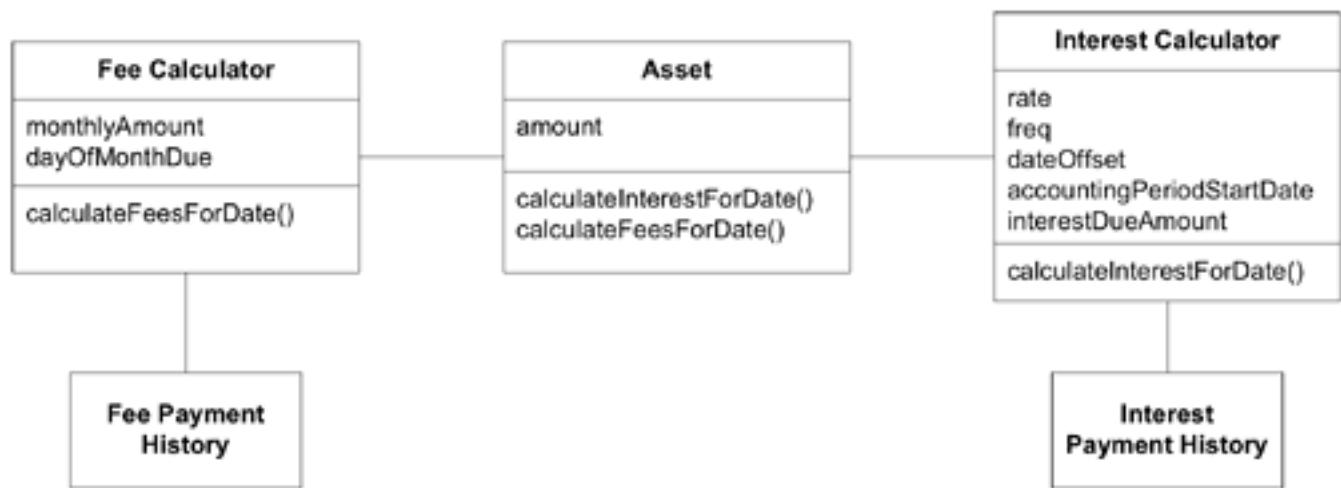 Fee Calculator
monthlyAmount
dayOfMonthDue
calculateFeesForDate()
Asset
amount
calculateInterestForDate()
calculateFeesForDate()
Interest Calculator
rate
freq
dateOffset
accountingPeriodStartDate
interestDueAmount
calculateInterestForDate()
Fee Payment
History
Interest
Payment History